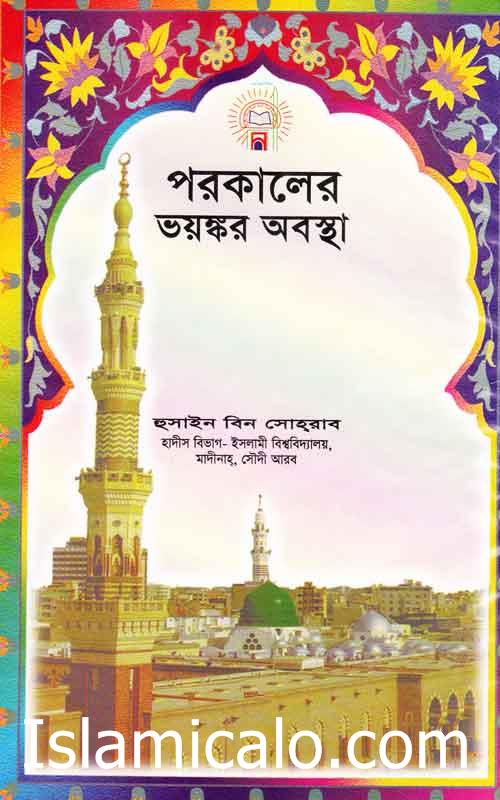 পরকালের
ভয়ঙ্কর অবস্থা
হুসাইন বিন সোহ্‌রাব
হাদীস বিভাগ- ইসলামী বিশ্ববিদ্যালয়,
মাদীনাহ্, সৌদী আরব
Islamicalo.com